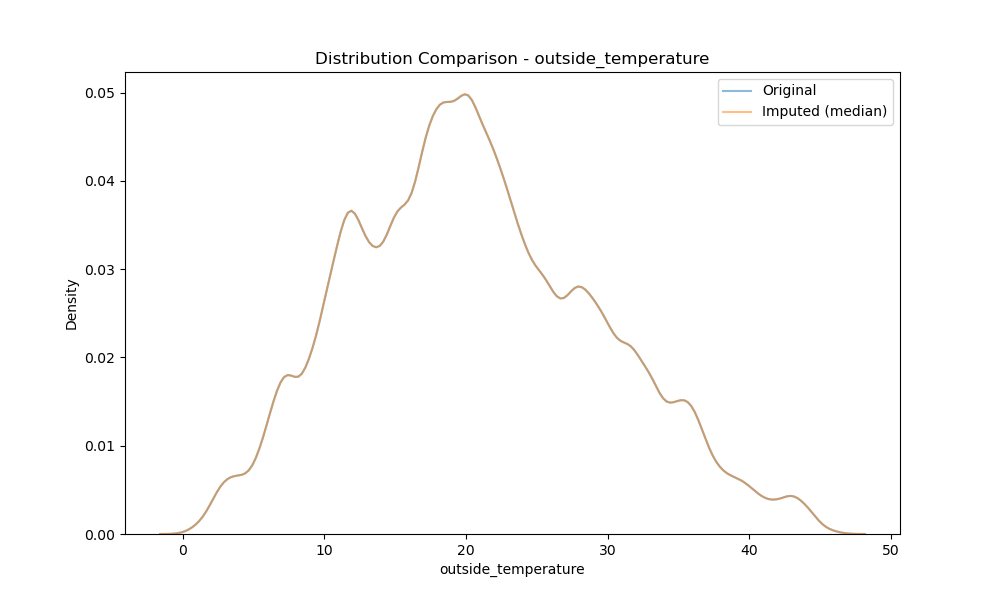 Distribution Comparison - outside_temperature
Original
Imputed (median)
0.05
0.04
0.03
0.02
0.01
0.00
Density
0
10
20
30
40
50
outside_temperature